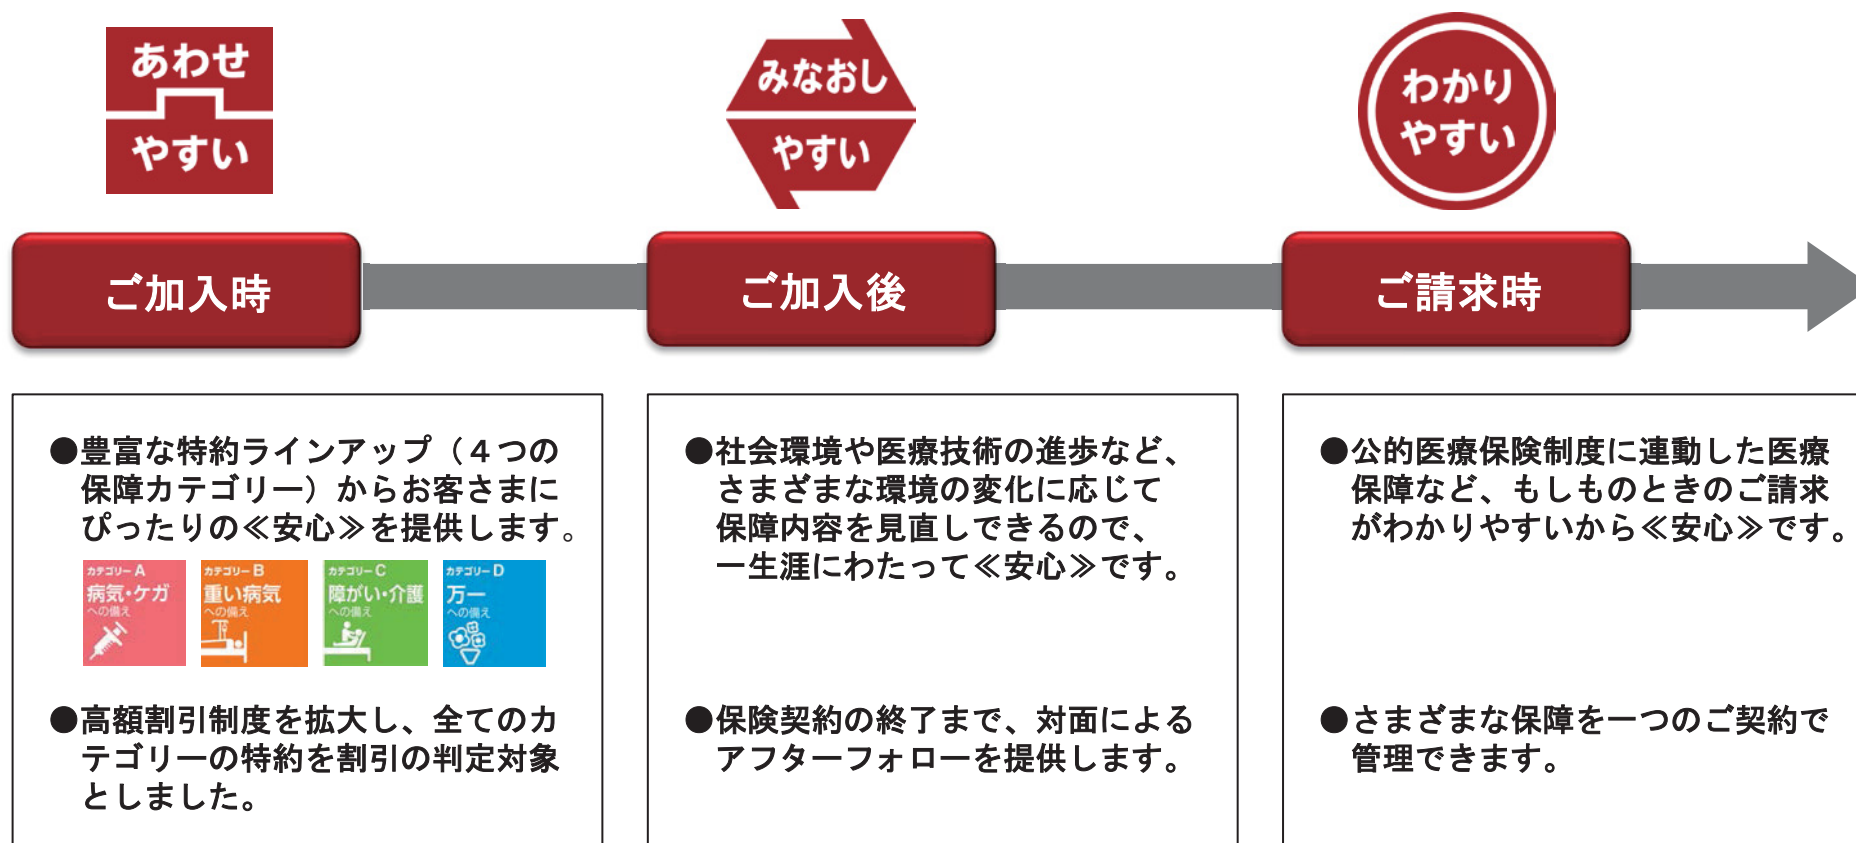 あわせ
やすい
みなおし
やすい
わかり
やすい
ご加入時
ご加入後
ご請求時
●豊富な特約ラインアップ（４つの
保障カテゴリー）からお客さまに
ぴったりの≪安心≫を提供します。
カテゴリーA
病気・ケガ
への備え
カテゴリーB
重い病気
への備え
カテゴリーC
障がい・介護
への備え
カテゴリーD
万一
への備え
●高額割引制度を拡大し、全てのカ
テゴリーの特約を割引の判定対象
としました。
●社会環境や医療技術の進歩など、
さまざまな環境の変化に応じて
保障内容を見直しできるので、
一生涯にわたって≪安心≫です。
●保険契約の終了まで、対面による
アフターフォローを提供します。
●公的医療保険制度に連動した医療
保障など、もしものときのご請求
がわかりやすいから≪安心≫です。
●さまざまな保障を一つのご契約で
管理できます。